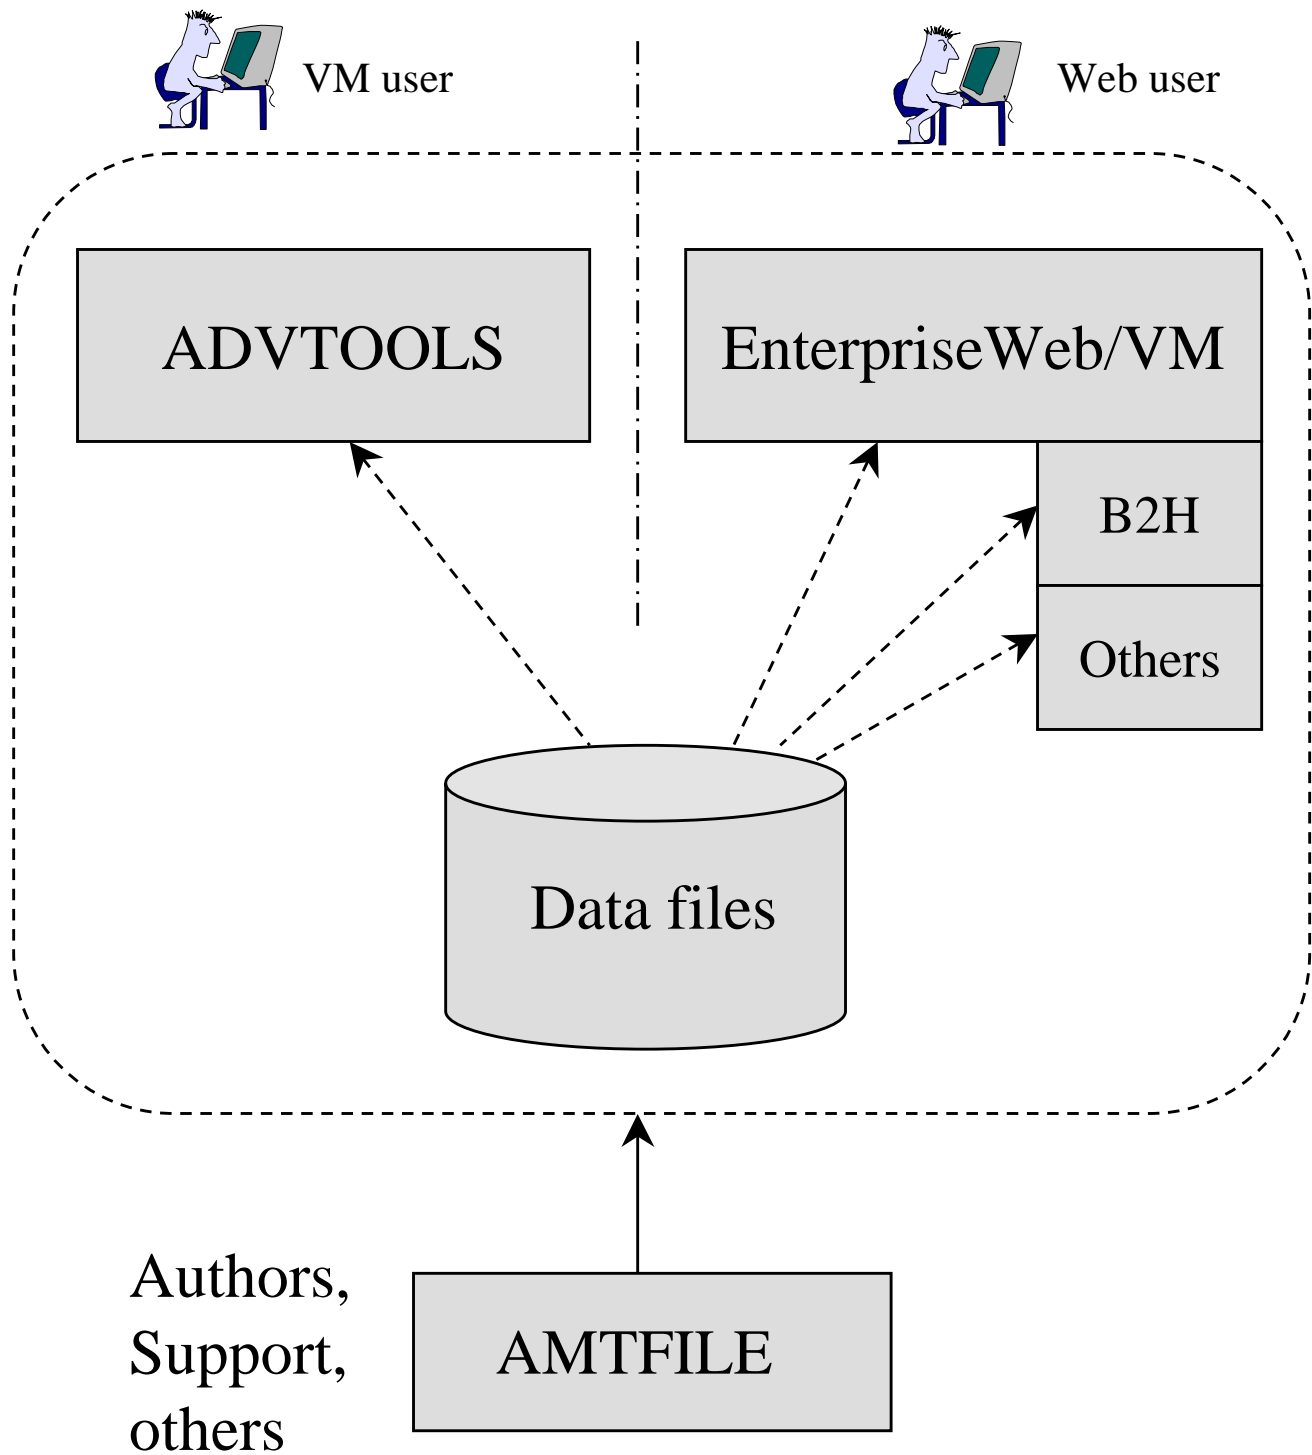 VM user
Web user
ADVTOOLS
EnterpriseWeb/VM
B2H
Others
Data files
Authors,
Support,
others
AMTFILE